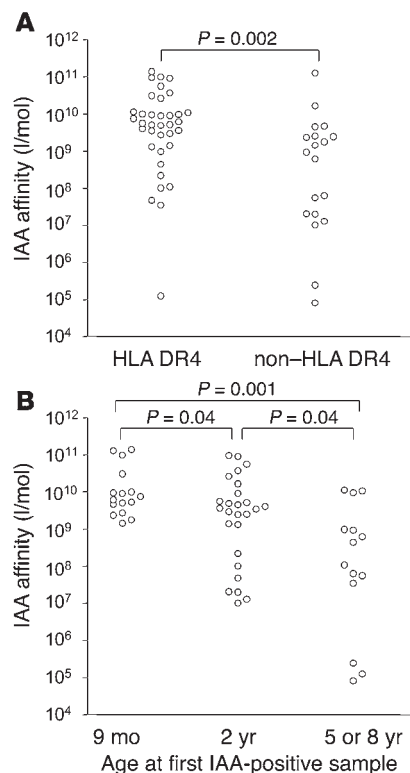 A
P = 0.002
IAA affinity (l/mol)
10¹²
10¹¹
10¹⁰
10⁹
10⁸
10⁷
10⁶
10⁵
10⁴
HLA DR4 non–HLA DR4
B
P = 0.001
P = 0.04 P = 0.04
IAA affinity (l/mol)
10¹²
10¹¹
10¹⁰
10⁹
10⁸
10⁷
10⁶
10⁵
10⁴
9 mo 2 yr 5 or 8 yr
Age at first IAA-positive sample